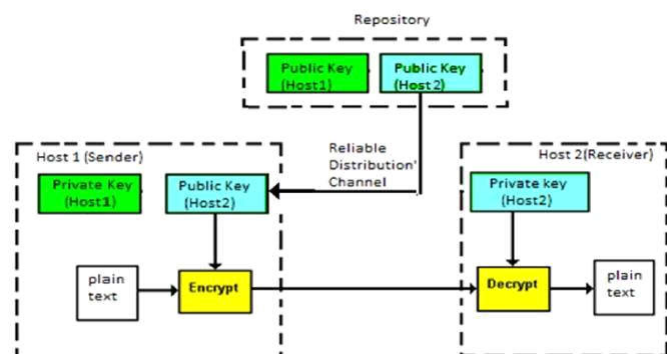 Repository
Public Key
(Host1)
Public Key
(Host2)
Reliable
Distribution'
Channel
Host 1 (Sender)
Private Key
(Host1)
Public Key
(Host2)
plain
text
Encrypt
Host 2(Receiver)
Private key
(Host2)
Decrypt
plain
text